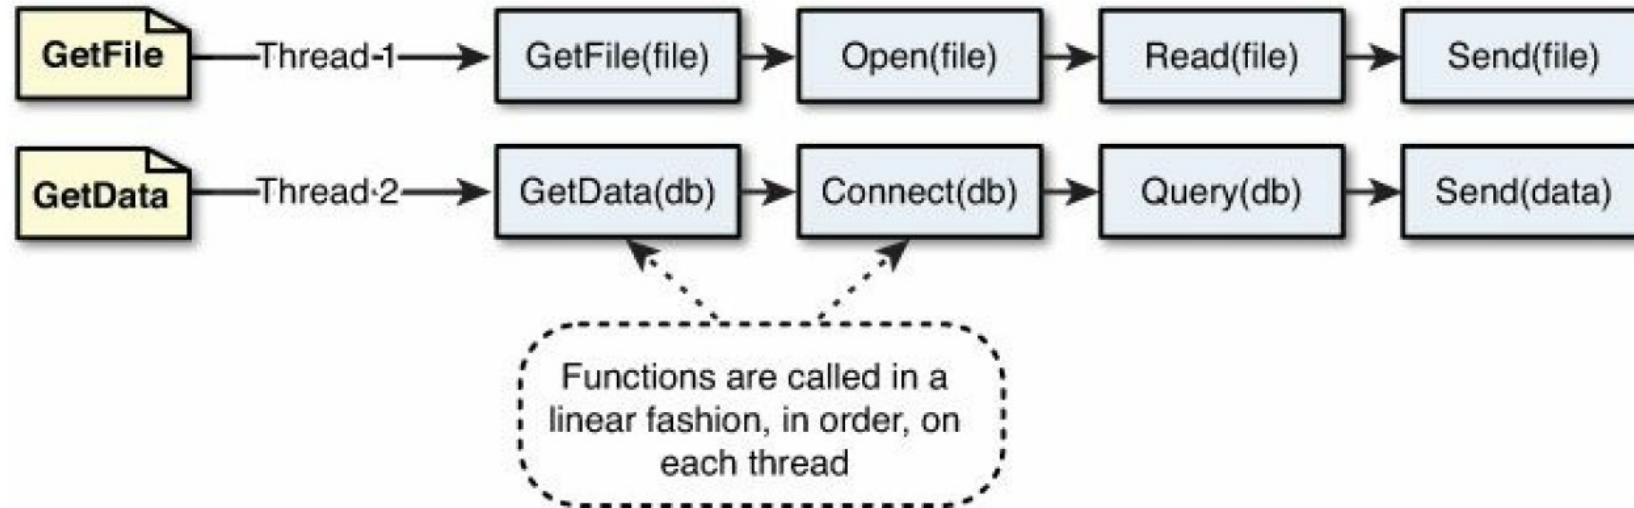 GetFile
Thread 1
GetFile(file)
Open(file)
Read(file)
Send(file)
GetData
Thread 2
GetData(db)
Connect(db)
Query(db)
Send(data)
Functions are called in a
linear fashion, in order, on
each thread